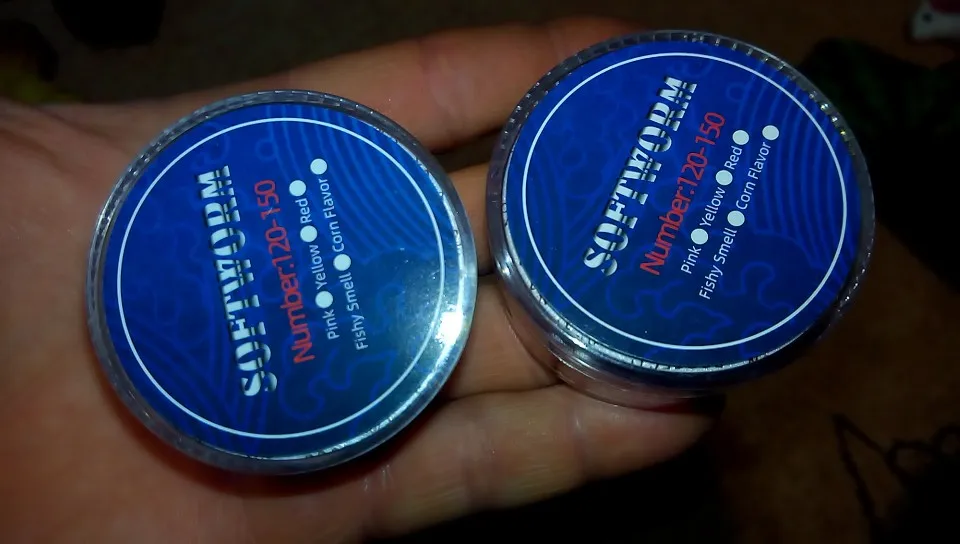 SOFTWORM
Number:120-150
Pink Yellow Red
Fishy Smell Corn Flavor
SOFTWORM
Number:120-150
Pink Yellow Red
Fishy Smell Corn Flavor